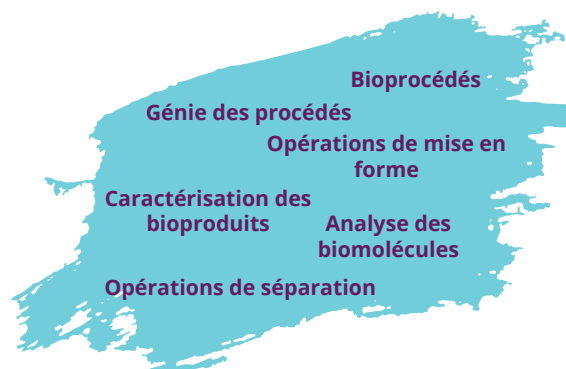 Bioprocédés
Génie des procédés
Opérations de mise en
forme
Caractérisation des
bioproduits
Analyse des
biomolécules
Opérations de séparation